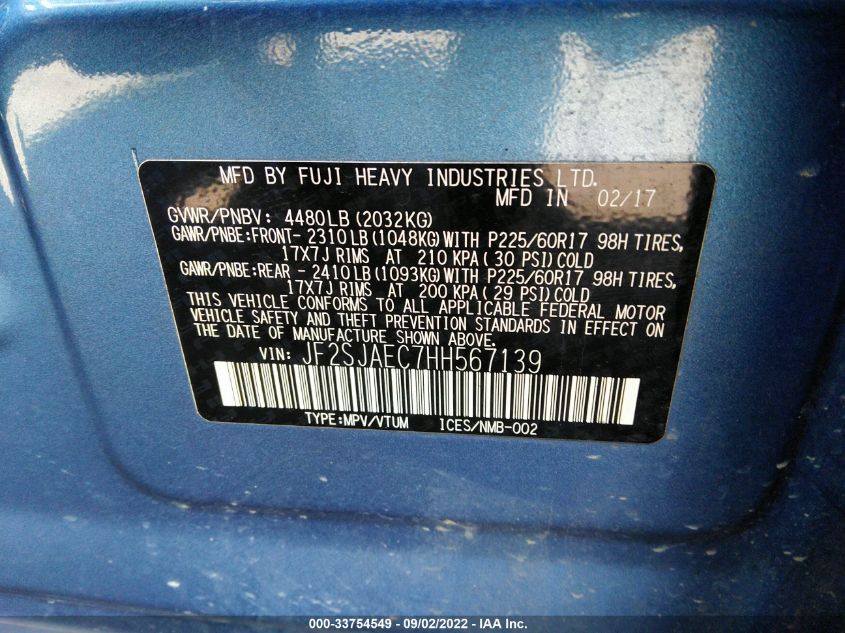 MFD BY FUJI HEAVY INDUSTRIES LTD.
MFD IN 02/17
GVWR/PNBV: 4480LB(2032KG)
GAWR/PNBE:FRONT- 2310LB(1048KG)WITH P225/60R17 98H TIRES,
17X7J RIMS AT 210 KPA(30 PSI)COLD
GAWR/PNBE:REAR - 2410LB(1093KG)WITH P225/60R17 98H TIRES,
17X7J RIMS AT 200 KPA(29 PSI)COLD
THIS VEHICLE CONFORMS TO ALL APPLICABLE FEDERAL MOTOR
VEHICLE SAFETY AND THEFT PREVENTION STANDARDS IN EFFECT ON
THE DATE OF MANUFACTURE SHOWN ABOVE.
VIN: JF2SJAEC7HH567139
TYPE:MPV/VTUM ICES/NMB-002
000-33754549 - 09/02/2022 - IAA Inc.